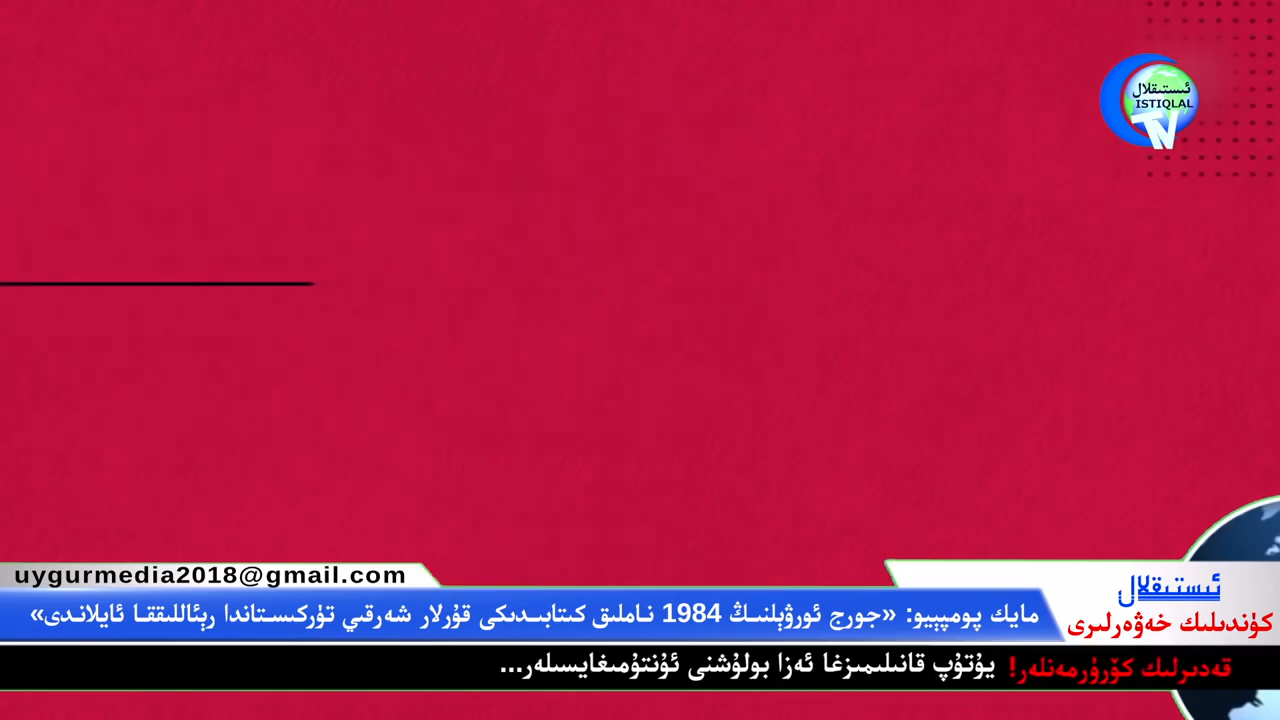 ئىستىقلال
ISTIQLAL
TV
uygurmedia2018@gmail.com
ئىستىقلال
كۈندىلىك خەۋەرلىرى
مايك پومپېيو: «جورج ئورۋېلنىڭ 1984 ناملىق كىتابىدىكى قۇرلار شەرقىي تۈركىستاندا رېئاللىققا ئايلاندى»
قەدىرلىك كۆرۈرمەنلەر! يۇتۇپ قانىلىمىزغا ئەزا بولۇشنى ئۇنتۇمىغايسىلەر...